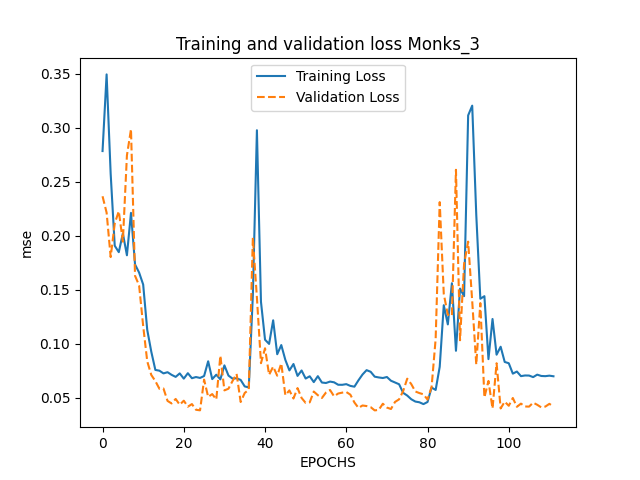 Training and validation loss Monks_3
Training Loss
Validation Loss
mse
0.35
0.30
0.25
0.20
0.15
0.10
0.05
0 20 40 60 80 100
EPOCHS